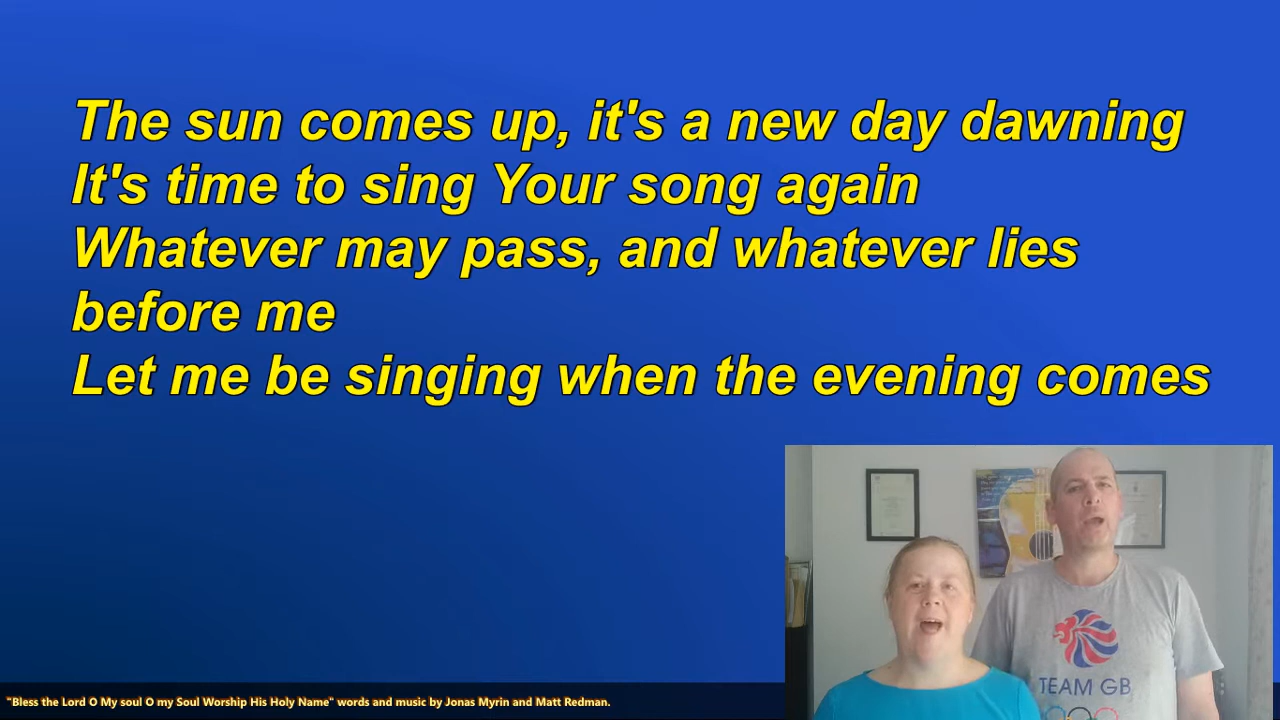 The sun comes up, it's a new day dawning
It's time to sing Your song again
Whatever may pass, and whatever lies
before me
Let me be singing when the evening comes
TEAM GB
"Bless the Lord O My soul O my Soul Worship His Holy Name" words and music by Jonas Myrin and Matt Redman.